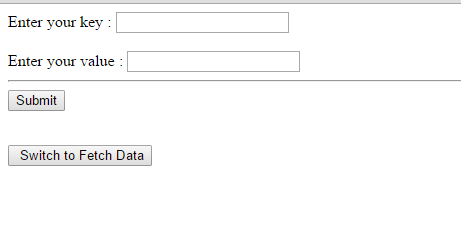 Enter your key :
Enter your value :
Submit
Switch to Fetch Data